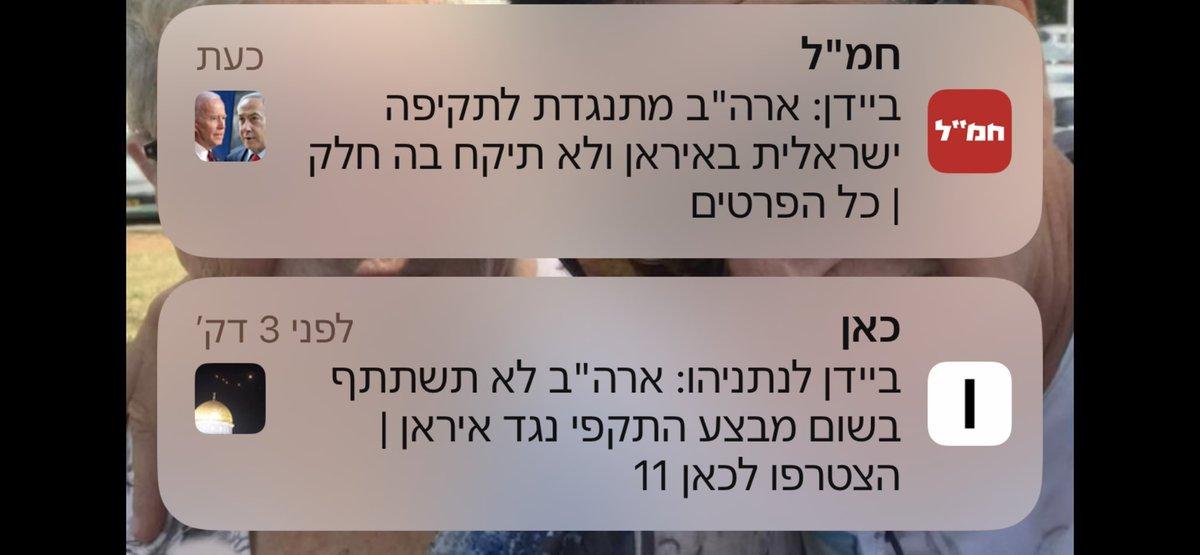 חמ"ל
כעת
ביידן: ארה"ב מתנגדת לתקיפה
ישראלית באיראן ולא תיקח בה חלק
| כל הפרטים
חמ"ל
כאן
לפני 3 דק׳
ביידן לנתניהו: ארה"ב לא תשתתף
בשום מבצע התקפי נגד איראן |
הצטרפו לכאן 11